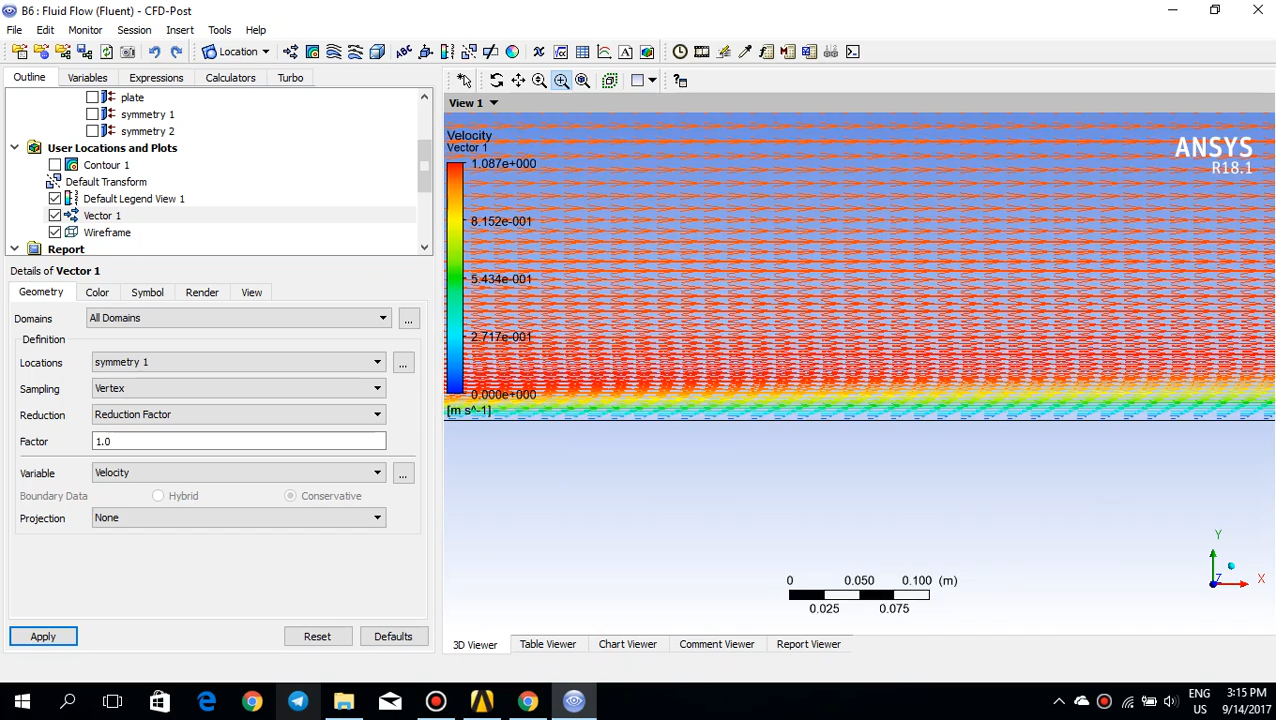 B6 : Fluid Flow (Fluent) - CFD-Post
File Edit Monitor Session Insert Tools Help
Location
Outline Variables Expressions Calculators Turbo
plate
symmetry 1
symmetry 2
User Locations and Plots
Contour 1
Default Transform
Default Legend View 1
Vector 1
Wireframe
Report
Details of Vector 1
Geometry Color Symbol Render View
Domains All Domains ...
Definition
Locations symmetry 1 ...
Sampling Vertex
Reduction Reduction Factor
Factor 1.0
Variable Velocity ...
Boundary Data Hybrid Conservative
Projection None
Apply Reset Defaults
View 1
Velocity
Vector 1
1.087e+000
8.152e-001
5.434e-001
2.717e-001
0.000e+000
[m s^-1]
ANSYS
R18.1
0 0.050 0.100 (m)
0.025 0.075
Y
Z X
3D Viewer Table Viewer Chart Viewer Comment Viewer Report Viewer
ENG 3:15 PM
US 9/14/2017